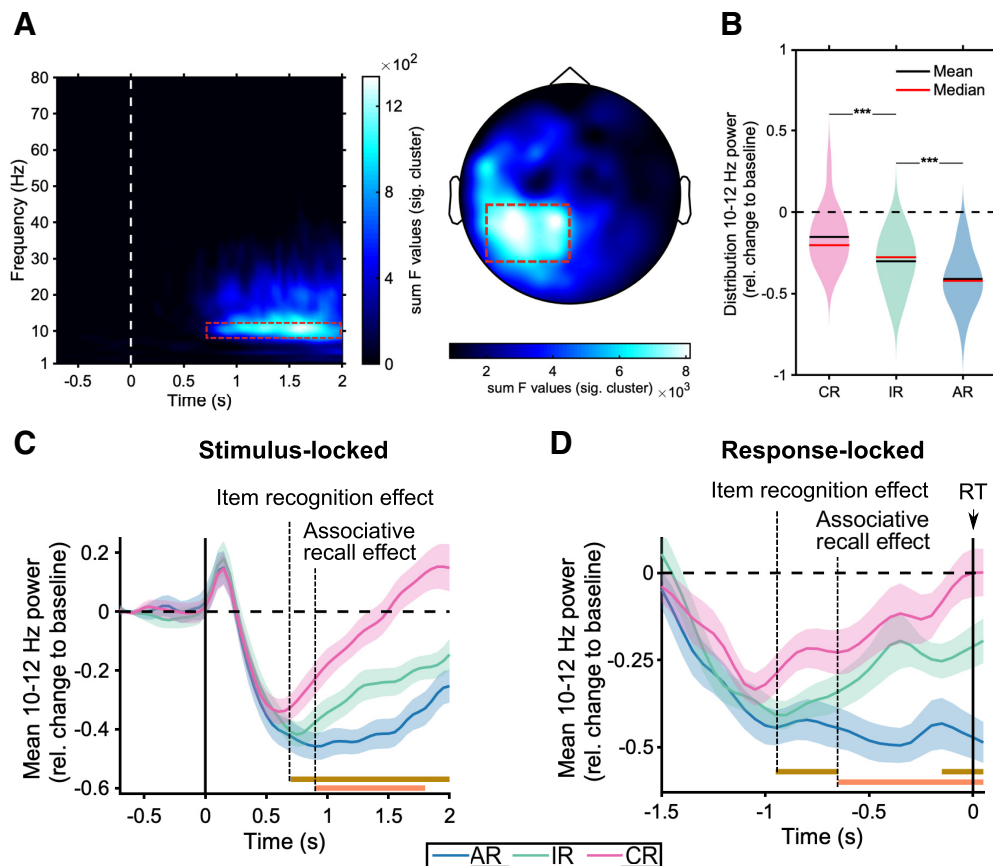 A
B
×10²
80
70
60
50
40
30
20
10
1
Frequency (Hz)
-0.5
0
0.5
1
1.5
2
Time (s)
12
8
4
0
sum F values (sig. cluster)
2
4
6
8
sum F values (sig. cluster) ×10³
Mean
Median
***
***
1
0.5
0
-0.5
-1
Distribution 10-12 Hz power
(rel. change to baseline)
CR
IR
AR
C
Stimulus-locked
Item recognition effect
Associative
recall effect
0.2
0
-0.2
-0.4
-0.6
Mean 10-12 Hz power
(rel. change to baseline)
-0.5
0
0.5
1
1.5
2
Time (s)
D
Response-locked
Item recognition effect
RT
Associative
recall effect
0
-0.25
-0.5
Mean 10-12 Hz power
(rel. change to baseline)
-1.5
-1
-0.5
0
Time (s)
AR IR CR